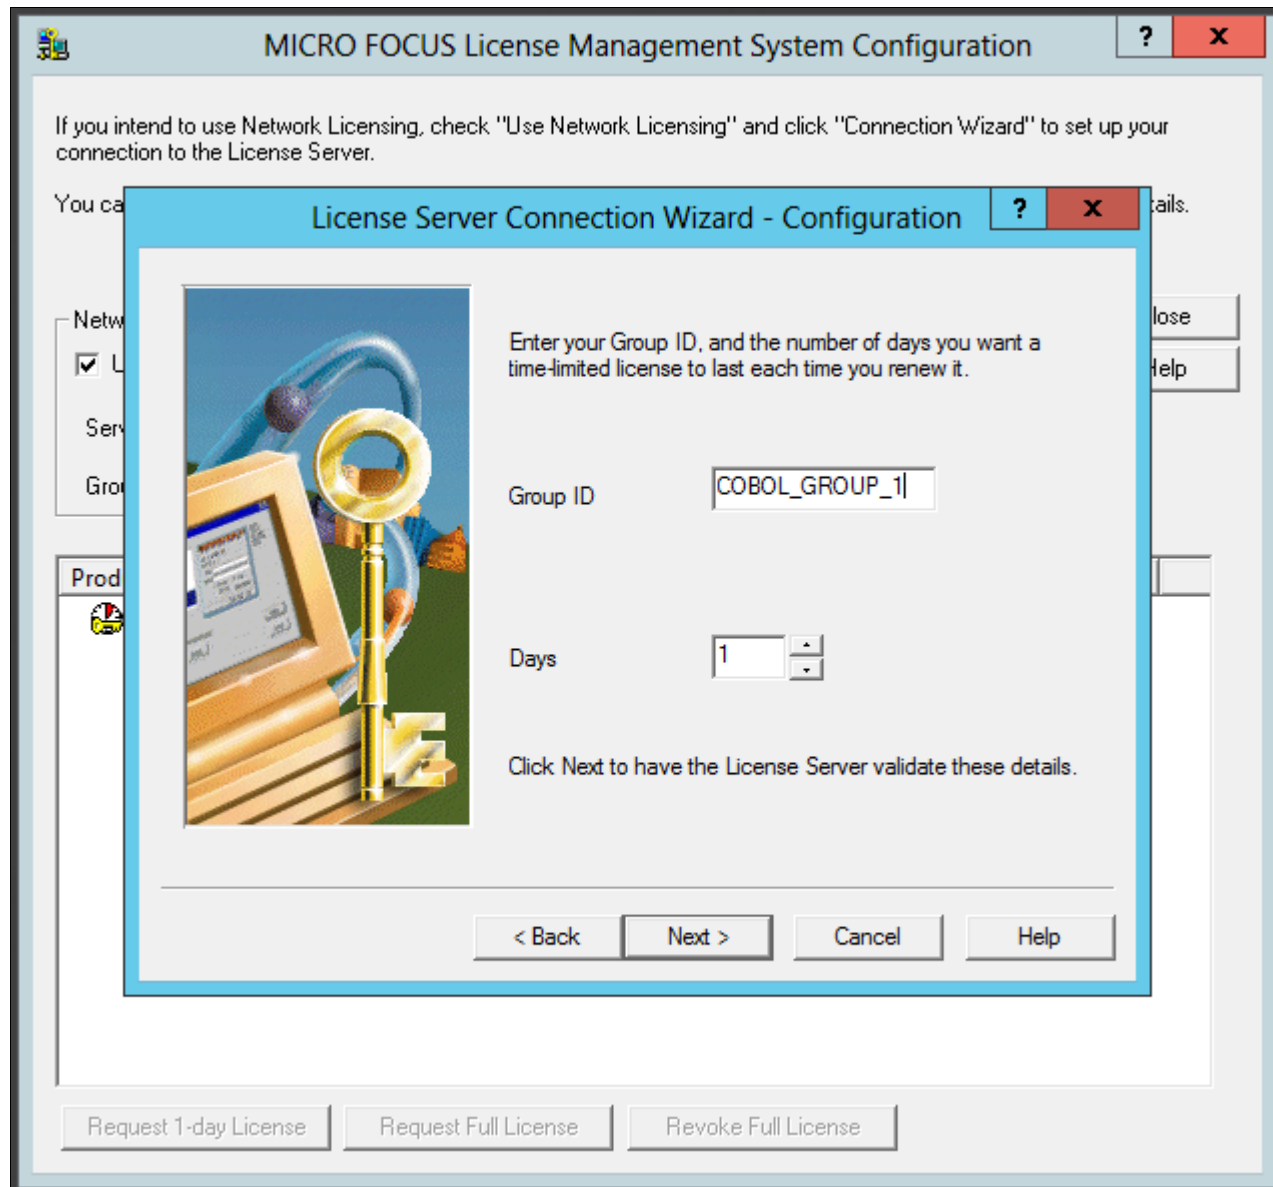 MICRO FOCUS License Management System Configuration
?
x
If you intend to use Network Licensing, check "Use Network Licensing" and click "Connection Wizard" to set up your
connection to the License Server.
You ca
tails.
License Server Connection Wizard - Configuration
?
x
Netw
lose
Help
Serv
Enter your Group ID, and the number of days you want a
time-limited license to last each time you renew it.
Group ID
COBOL_GROUP_1
Prod
Days
1
Click Next to have the License Server validate these details.
< Back
Next >
Cancel
Help
Request 1-day License
Request Full License
Revoke Full License